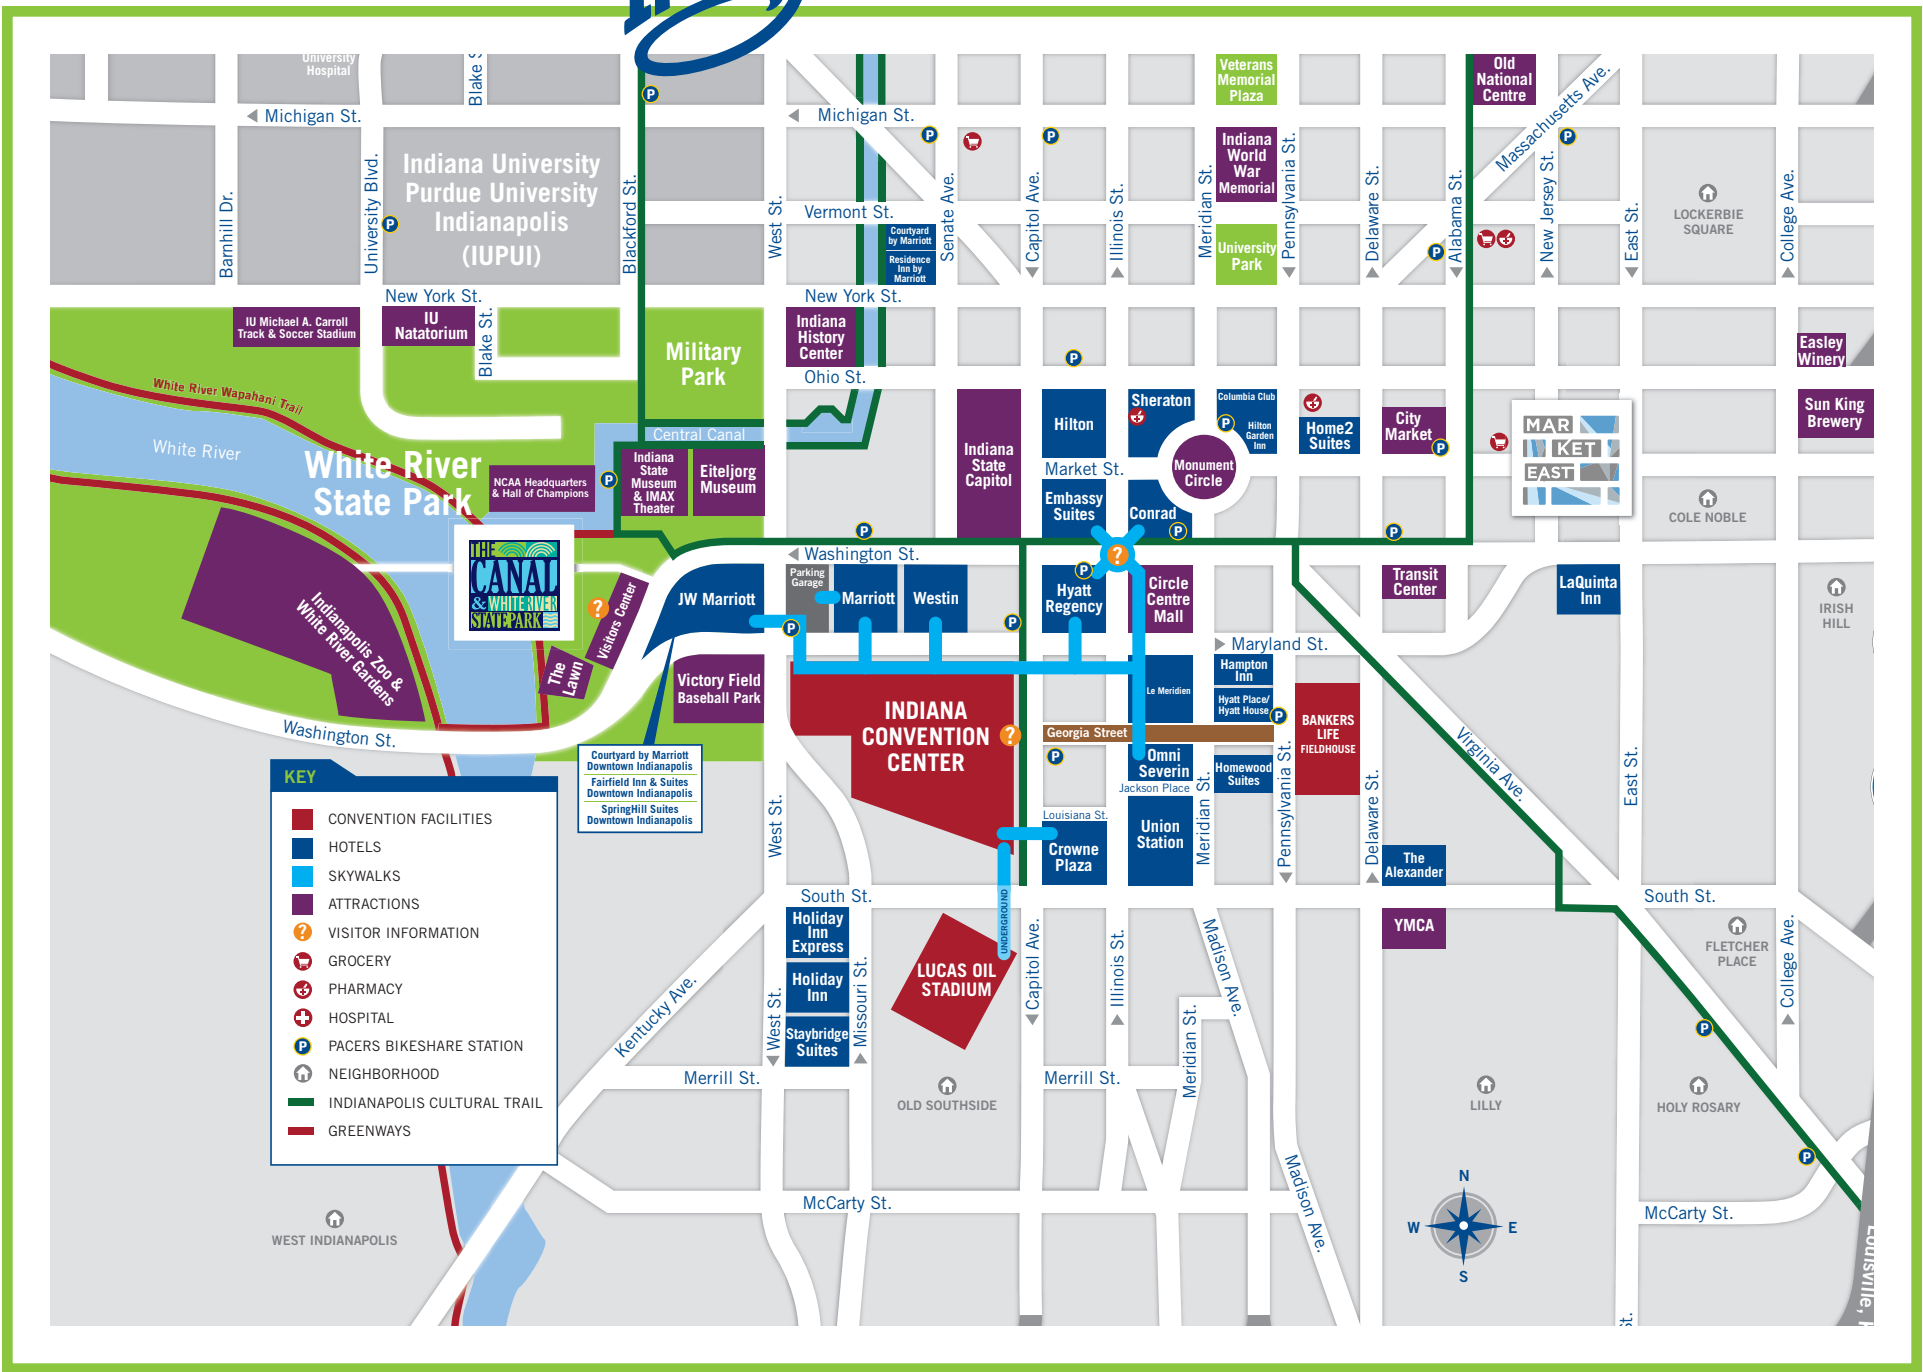 University
Hospital
Blake S
Michigan St.
Michigan St.
Veterans
Memorial
Plaza
Old
National
Centre
Massachusetts Ave.
Indiana University
Purdue University
Indianapolis
(IUPUI)
Barnhill Dr.
University Blvd.
Blackford St.
West St.
Vermont St.
Senate Ave.
Capitol Ave.
Illinois St.
Meridian St.
Indiana
World
War
Memorial
Pennsylvania St.
Delaware St.
Alabama St.
New Jersey St.
East St.
LOCKERBIE
SQUARE
College Ave.
Courtyard
by Marriott
Residence
Inn by
Marriott
University
Park
New York St.
New York St.
IU Michael A. Carroll
Track & Soccer Stadium
IU
Natatorium
Blake St.
Military
Park
Indiana
History
Center
Ohio St.
Easley
Winery
White River Wapahani Trail
White River
White River
State Park
Central Canal
NCAA Headquarters
& Hall of Champions
Indiana
State
Museum
& IMAX
Theater
Eiteljorg
Museum
Indiana
State
Capitol
Hilton
Sheraton
Columbia Club
Hilton
Garden
Inn
Home2
Suites
City
Market
MAR
KET
EAST
Sun King
Brewery
Market St.
Monument
Circle
Embassy
Suites
Conrad
COLE NOBLE
THE
CANAL
& WHITE RIVER
STATE PARK
Washington St.
Parking
Garage
JW Marriott
Marriott
Westin
Hyatt
Regency
Circle
Centre
Mall
Transit
Center
LaQuinta
Inn
IRISH
HILL
Indianapolis Zoo &
White River Gardens
Visitors Center
The
Lawn
Maryland St.
Victory Field
Baseball Park
Hampton
Inn
Le Meridien
Hyatt Place/
Hyatt House
INDIANA
CONVENTION
CENTER
Georgia Street
BANKERS
LIFE
FIELDHOUSE
Virginia Ave.
Washington St.
Courtyard by Marriott
Downtown Indianapolis
Fairfield Inn & Suites
Downtown Indianapolis
SpringHill Suites
Downtown Indianapolis
Omni
Severin
Homewood
Suites
Jackson Place
Louisiana St.
West St.
Crowne
Plaza
Union
Station
Meridian St.
Pennsylvania St.
Delaware St.
East St.
The
Alexander
KEY
CONVENTION FACILITIES
HOTELS
SKYWALKS
ATTRACTIONS
VISITOR INFORMATION
GROCERY
PHARMACY
HOSPITAL
P PACERS BIKESHARE STATION
NEIGHBORHOOD
INDIANAPOLIS CULTURAL TRAIL
GREENWAYS
South St.
South St.
UNDERGROUND
Holiday
Inn
Express
Holiday
Inn
Staybridge
Suites
LUCAS OIL
STADIUM
YMCA
FLETCHER
PLACE
College Ave.
Kentucky Ave.
West St.
Missouri St.
Capitol Ave.
Illinois St.
Madison Ave.
Meridian St.
Merrill St.
Merrill St.
OLD SOUTHSIDE
LILLY
HOLY ROSARY
Madison Ave.
McCarty St.
McCarty St.
WEST INDIANAPOLIS
N
W
E
S
St.
Louisville,